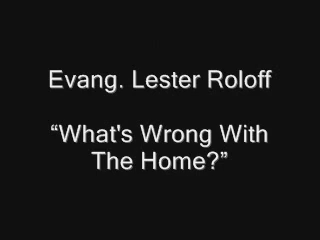 Evang. Lester Roloff
“What's Wrong With
The Home?”